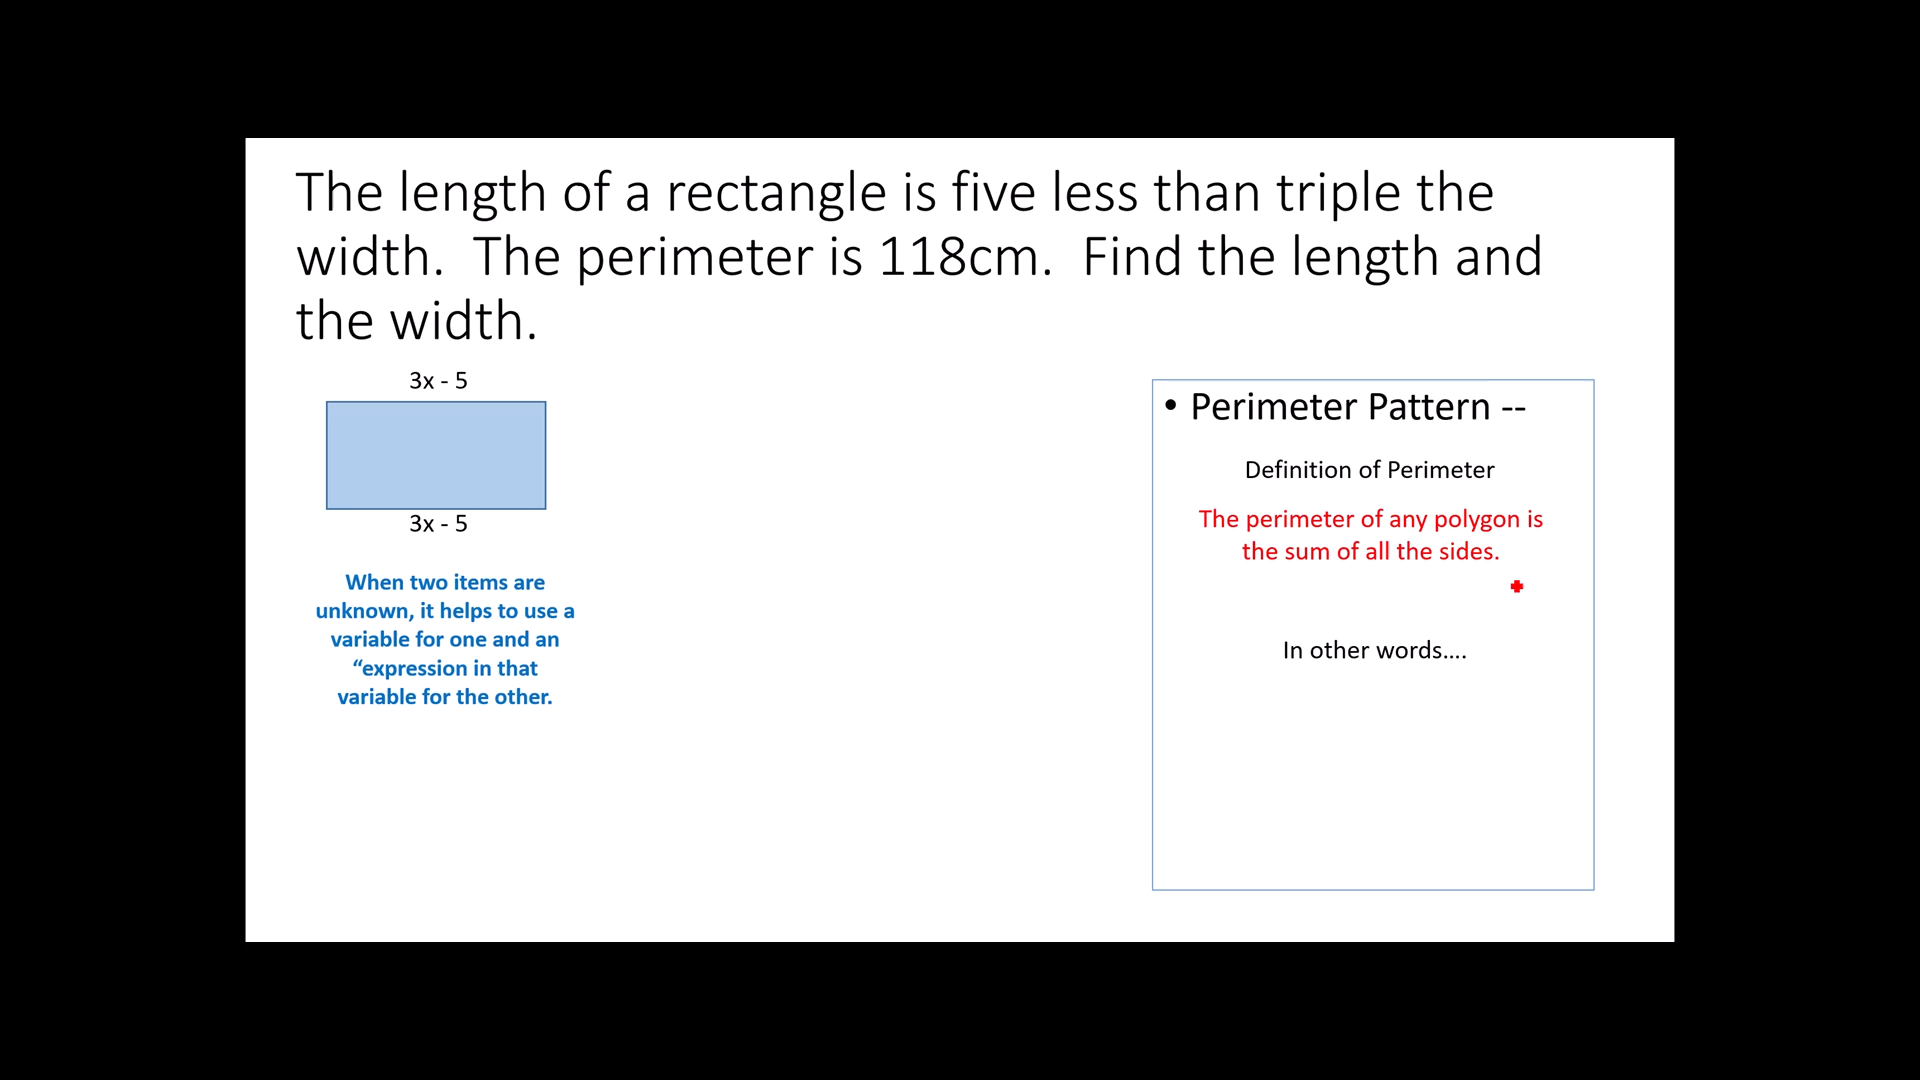 The length of a rectangle is five less than triple the
width.  The perimeter is 118cm.  Find the length and
the width.
3x - 5
3x - 5
When two items are
unknown, it helps to use a
variable for one and an
“expression in that
variable for the other.
• Perimeter Pattern --
Definition of Perimeter
The perimeter of any polygon is
the sum of all the sides.
In other words....